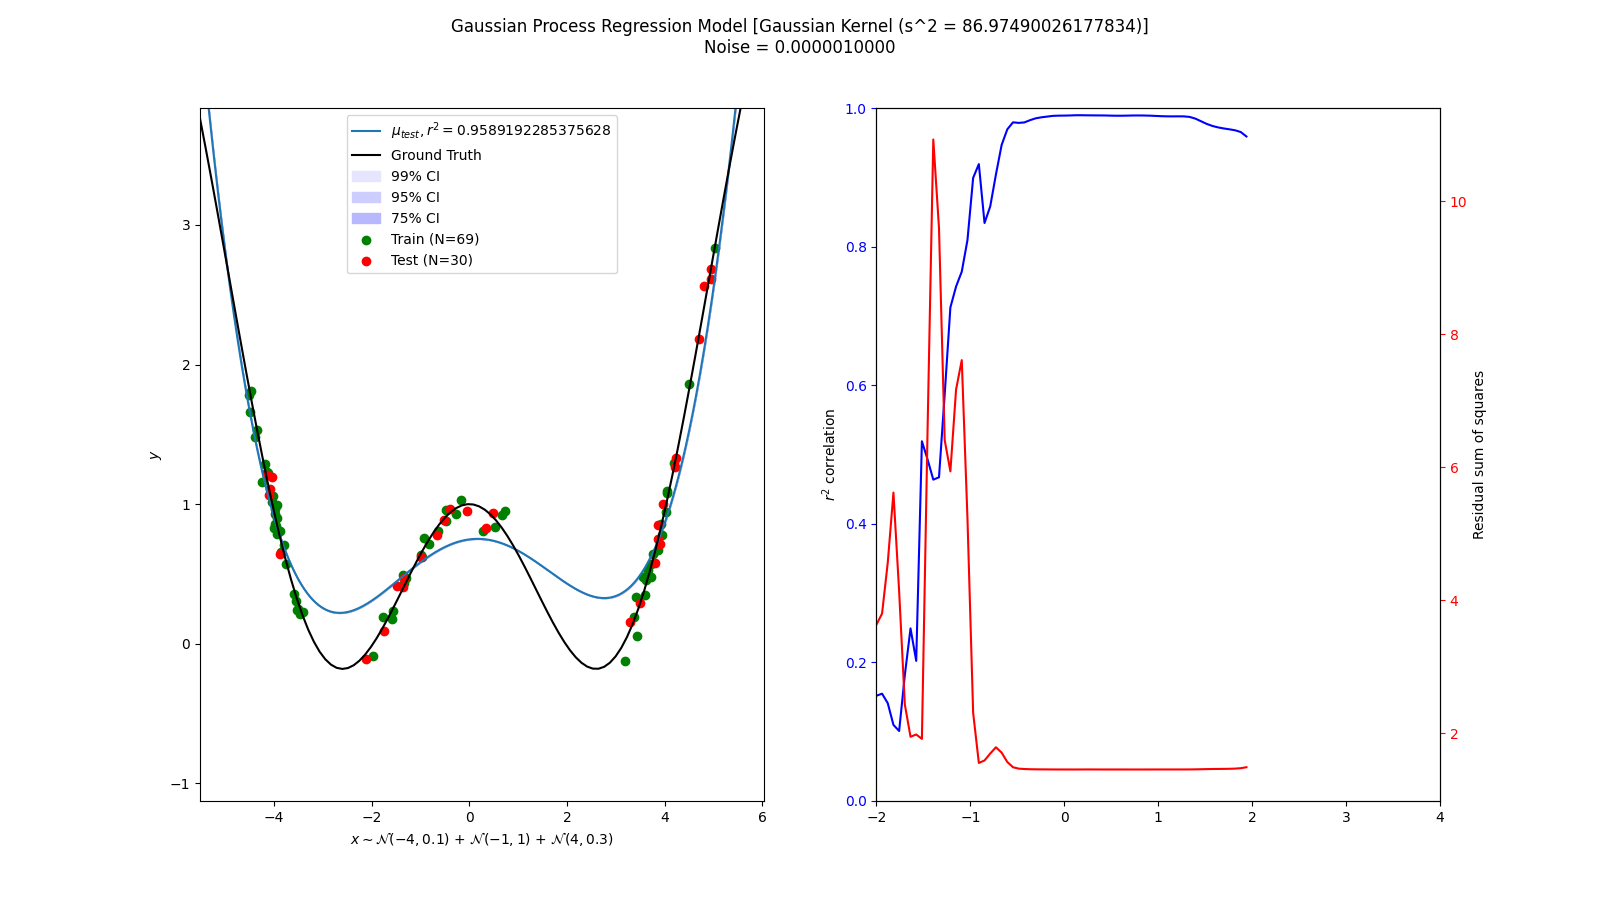 Gaussian Process Regression Model [Gaussian Kernel (s^2 = 86.97490026177834)]
Noise = 0.0000010000
μtest, r² = 0.9589192285375628
Ground Truth
99% CI
95% CI
75% CI
Train (N=69)
Test (N=30)
y
3
2
1
0
−1
−4
−2
0
2
4
6
x ~ 𝒩(−4, 0.1) + 𝒩(−1, 1) + 𝒩(4, 0.3)
r² correlation
1.0
0.8
0.6
0.4
0.2
0.0
−2
−1
0
1
2
3
4
10
8
6
4
2
Residual sum of squares